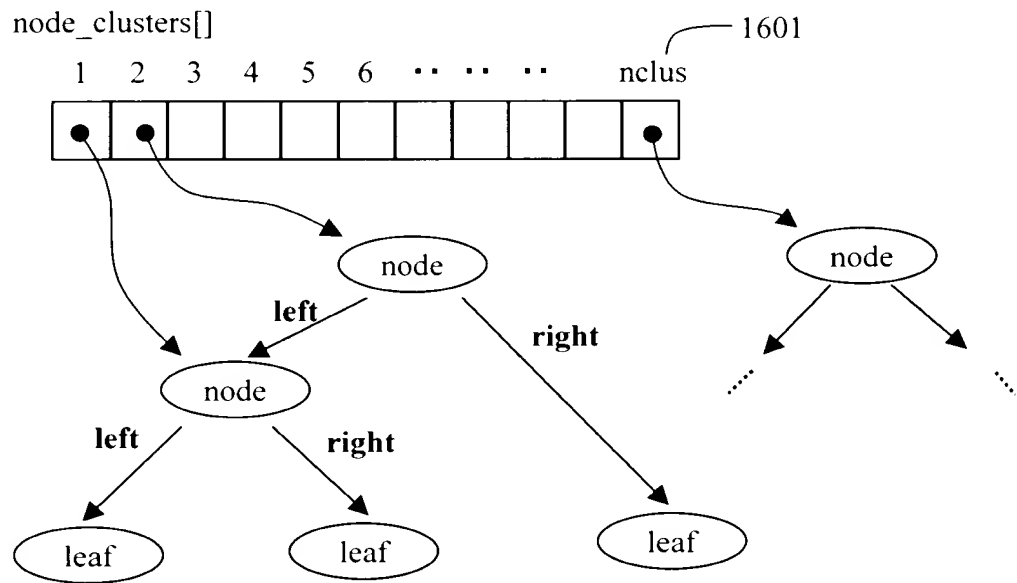 node_clusters[]
1601
1 2 3 4 5 6 ·· ·· ·· nclus
node
node
left
right
node
left
right
leaf
leaf
leaf